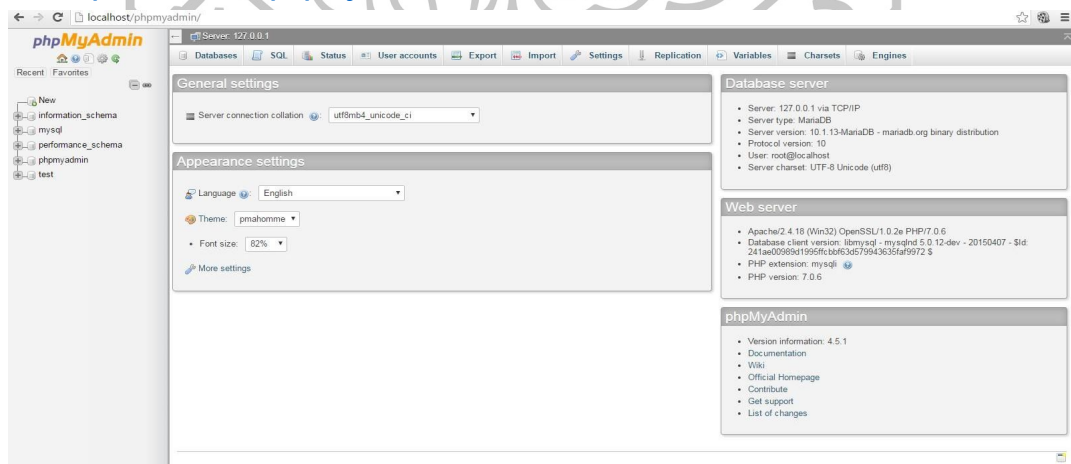 localhost/phpmyadmin/
phpMyAdmin
Recent Favorites
New
information_schema
mysql
performance_schema
phpmyadmin
test
Server: 127.0.0.1
Databases SQL Status User accounts Export Import Settings Replication Variables Charsets Engines
General settings
Server connection collation : utf8mb4_unicode_ci
Appearance settings
Language : English
Theme: pmahomme
• Font size: 82%
More settings
Database server
• Server: 127.0.0.1 via TCP/IP
• Server type: MariaDB
• Server version: 10.1.13-MariaDB - mariadb.org binary distribution
• Protocol version: 10
• User: root@localhost
• Server charset: UTF-8 Unicode (utf8)
Web server
• Apache/2.4.18 (Win32) OpenSSL/1.0.2e PHP/7.0.6
• Database client version: libmysql - mysqlnd 5.0.12-dev - 20150407 - $Id:
241ae00989d1995ffcbbf63d579943635faf9972 $
• PHP extension: mysqli
• PHP version: 7.0.6
phpMyAdmin
• Version information: 4.5.1
• Documentation
• Wiki
• Official Homepage
• Contribute
• Get support
• List of changes